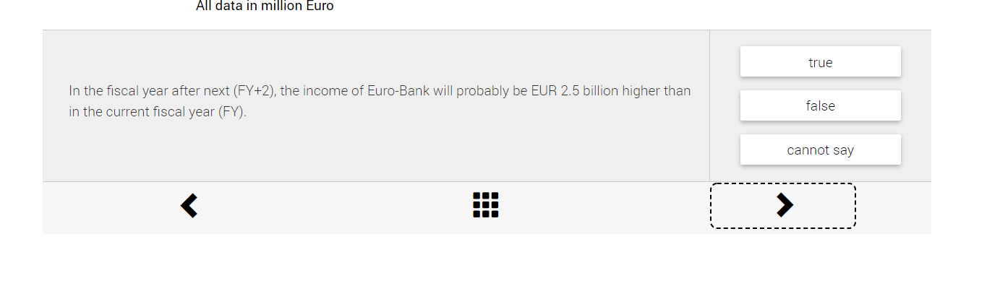 All data in million Euro
In the fiscal year after next (FY+2), the income of Euro-Bank will probably be EUR 2.5 billion higher than
in the current fiscal year (FY).
true
false
cannot say